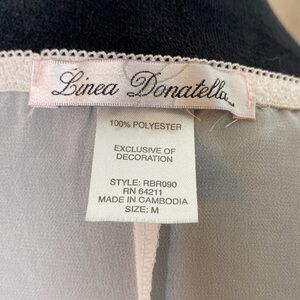 Linea Donatella
100% POLYESTER
EXCLUSIVE OF
DECORATION
STYLE: RBR090
RN 64211
MADE IN CAMBODIA
SIZE: M